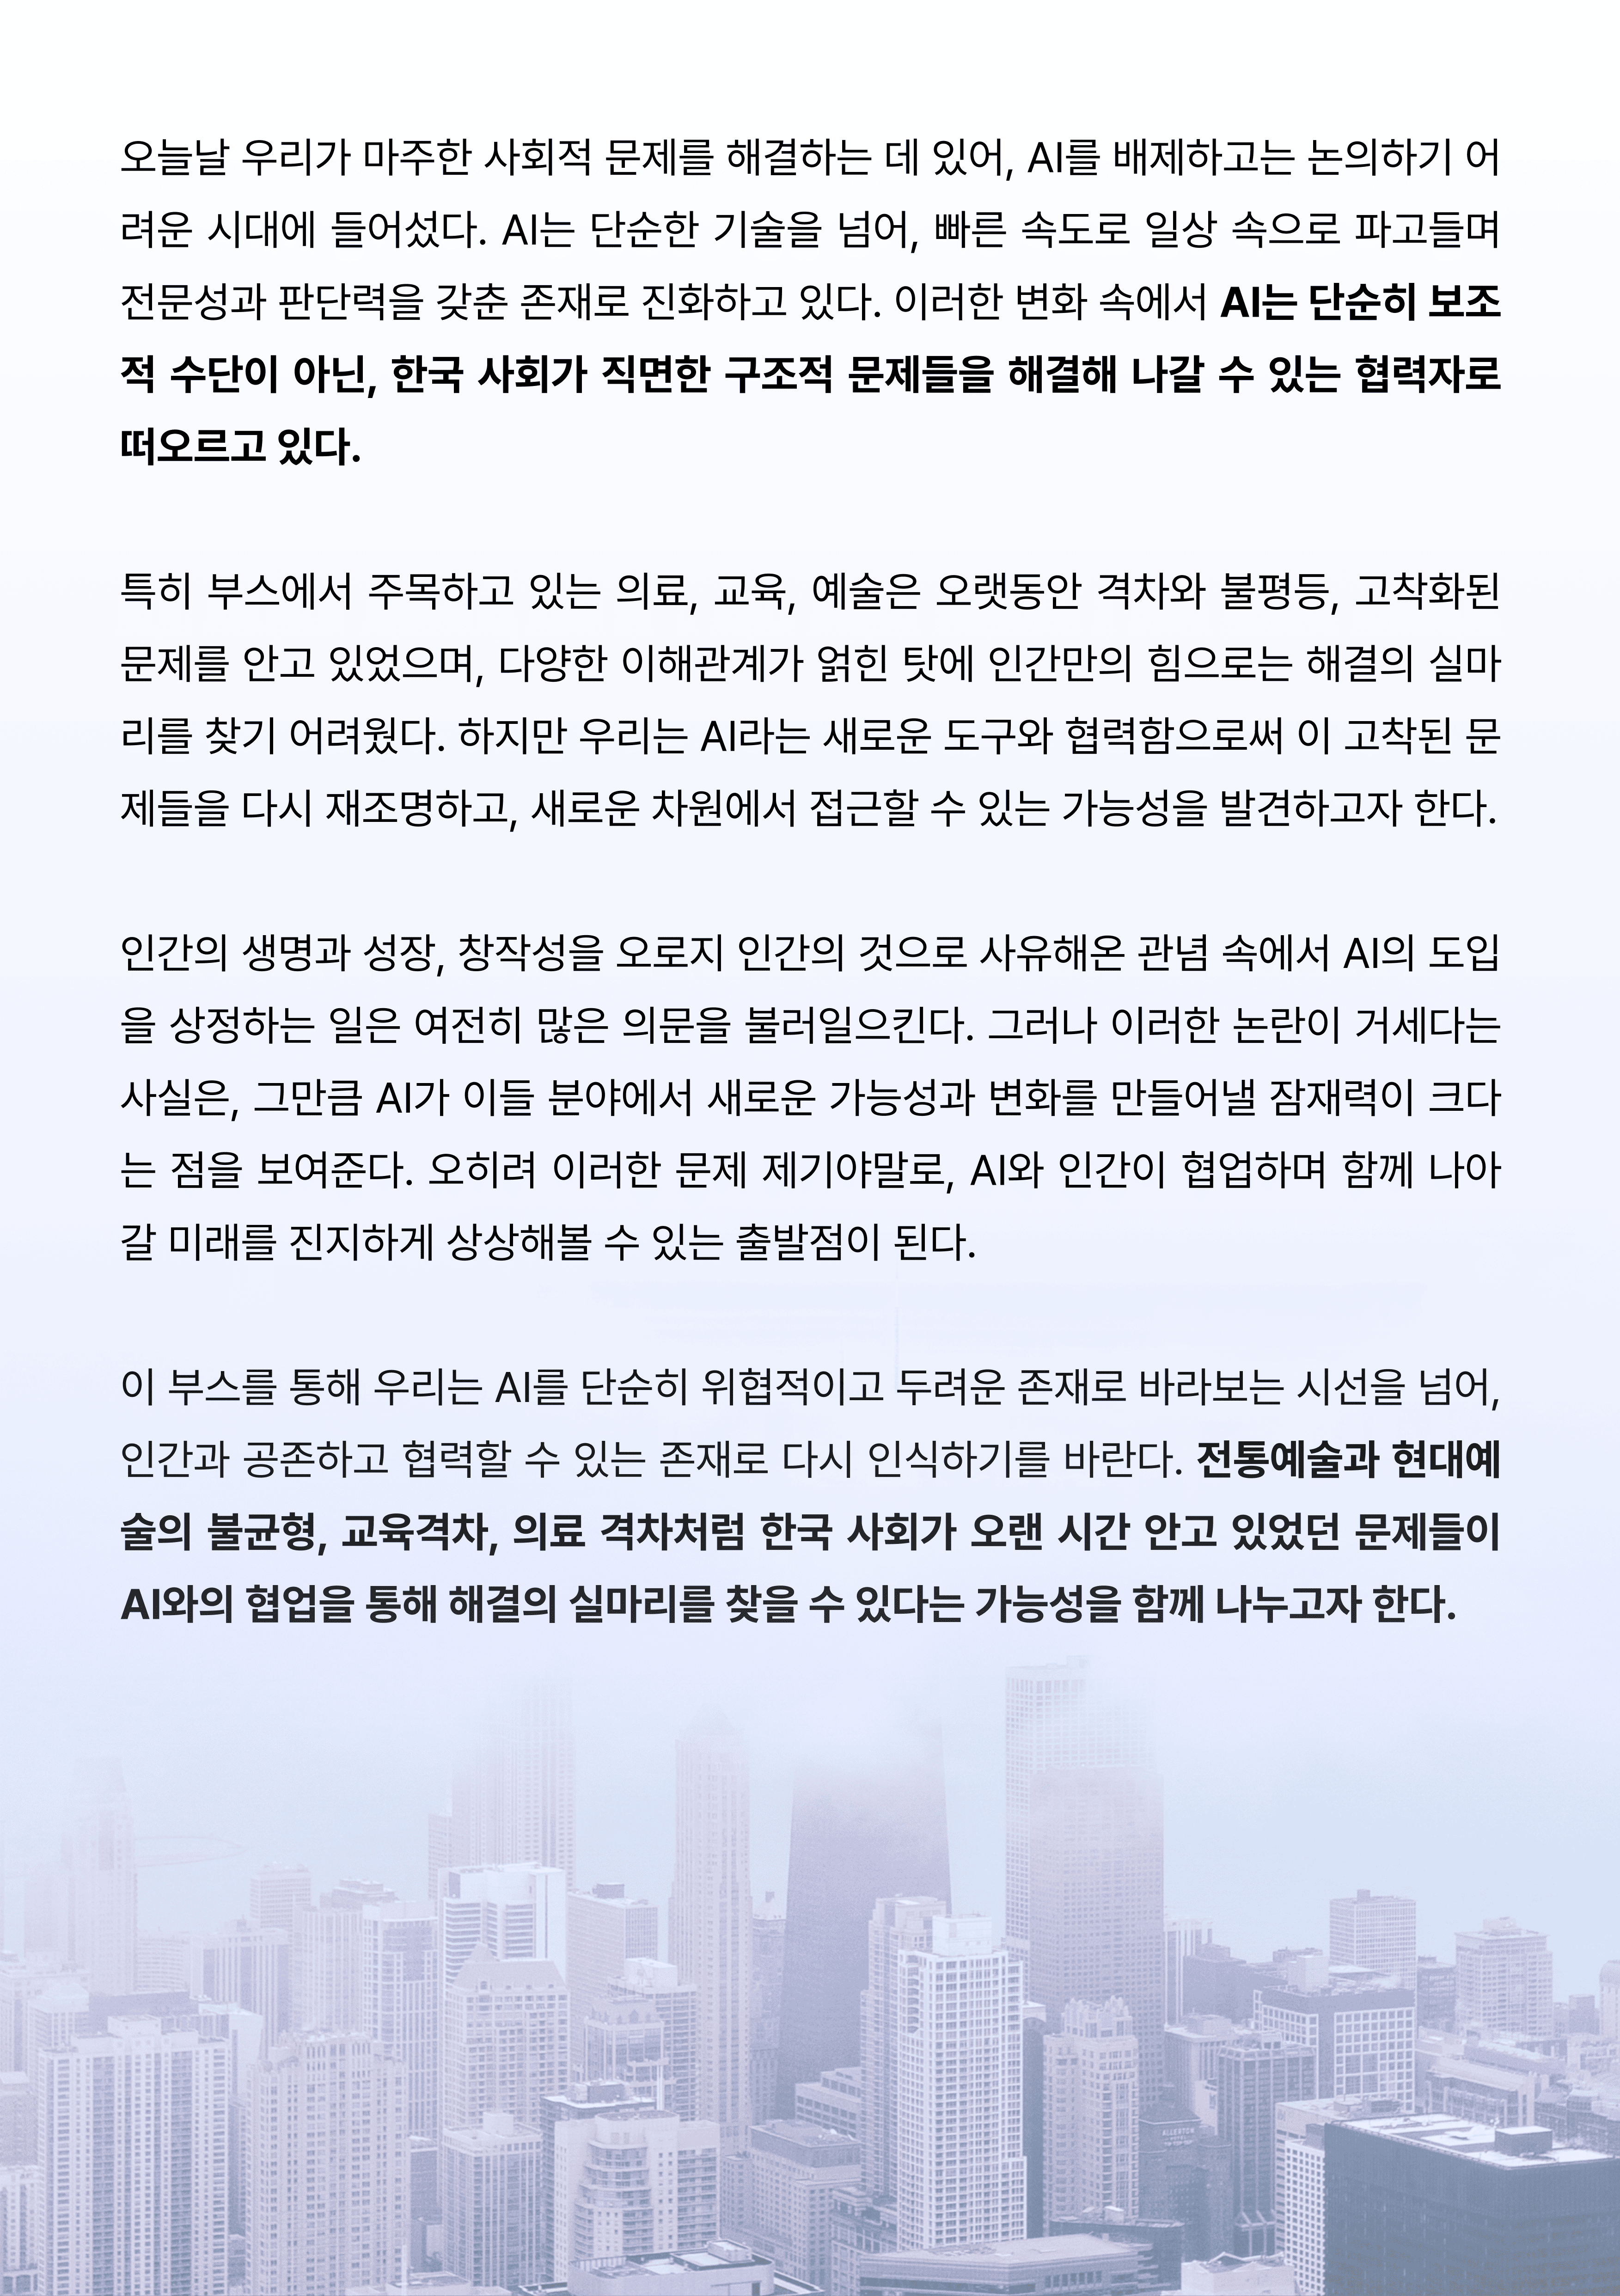 오늘날 우리가 마주한 사회적 문제를 해결하는 데 있어, AI를 배제하고는 논의하기 어
려운 시대에 들어섰다. AI는 단순한 기술을 넘어, 빠른 속도로 일상 속으로 파고들며
전문성과 판단력을 갖춘 존재로 진화하고 있다. 이러한 변화 속에서 AI는 단순히 보조
적 수단이 아닌, 한국 사회가 직면한 구조적 문제들을 해결해 나갈 수 있는 협력자로
떠오르고 있다.
특히 부스에서 주목하고 있는 의료, 교육, 예술은 오랫동안 격차와 불평등, 고착화된
문제를 안고 있었으며, 다양한 이해관계가 얽힌 탓에 인간만의 힘으로는 해결의 실마
리를 찾기 어려웠다. 하지만 우리는 AI라는 새로운 도구와 협력함으로써 이 고착된 문
제들을 다시 재조명하고, 새로운 차원에서 접근할 수 있는 가능성을 발견하고자 한다.
인간의 생명과 성장, 창작성을 오로지 인간의 것으로 사유해온 관념 속에서 AI의 도입
을 상정하는 일은 여전히 많은 의문을 불러일으킨다. 그러나 이러한 논란이 거세다는
사실은, 그만큼 AI가 이들 분야에서 새로운 가능성과 변화를 만들어낼 잠재력이 크다
는 점을 보여준다. 오히려 이러한 문제 제기야말로, AI와 인간이 협업하며 함께 나아
갈 미래를 진지하게 상상해볼 수 있는 출발점이 된다.
이 부스를 통해 우리는 AI를 단순히 위협적이고 두려운 존재로 바라보는 시선을 넘어,
인간과 공존하고 협력할 수 있는 존재로 다시 인식하기를 바란다. 전통예술과 현대예
술의 불균형, 교육격차, 의료 격차처럼 한국 사회가 오랜 시간 안고 있었던 문제들이
AI와의 협업을 통해 해결의 실마리를 찾을 수 있다는 가능성을 함께 나누고자 한다.
ALLERTON